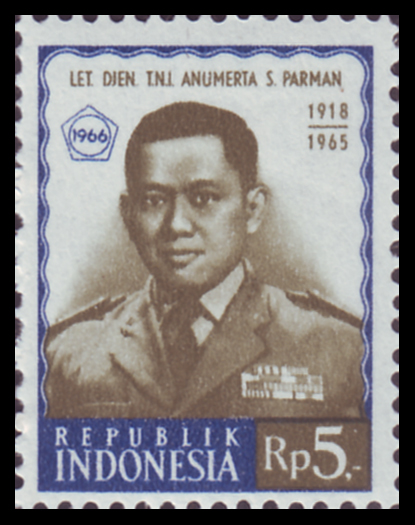 LET. DJEN. T.N.I. ANUMERTA S. PARMAN
1918
1965
1966
REPUBLIK
INDONESIA
Rp5,-